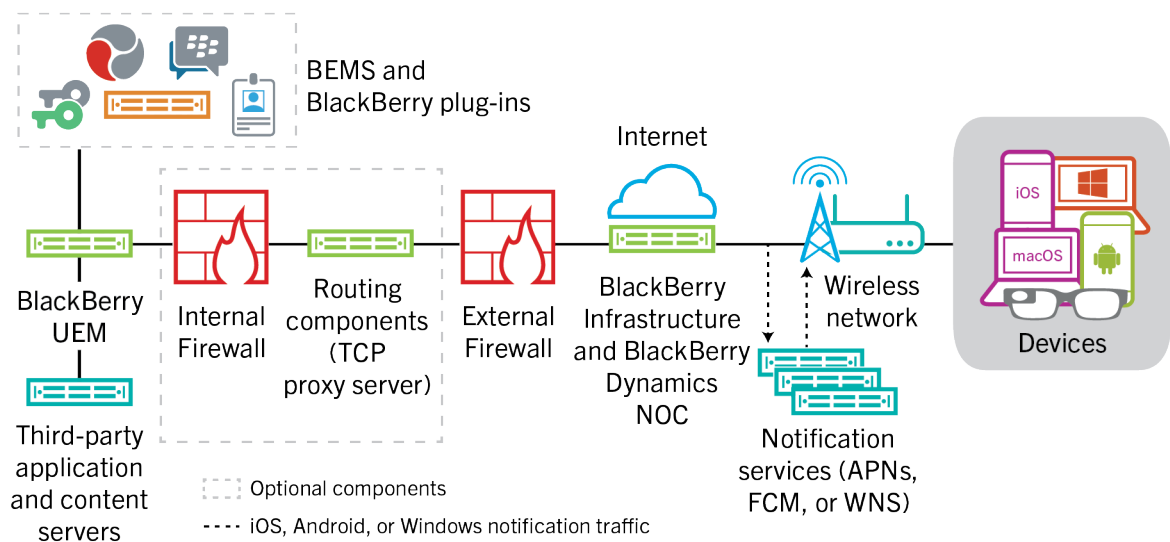 BEMS and
BlackBerry plug-ins
Internet
iOS
macOS
BlackBerry
UEM
Internal
Firewall
Routing
components
(TCP
proxy server)
External
Firewall
BlackBerry
Infrastructure
and BlackBerry
Dynamics
NOC
Wireless
network
Devices
Third-party
application
and content
servers
Notification
services (APNs,
FCM, or WNS)
Optional components
iOS, Android, or Windows notification traffic